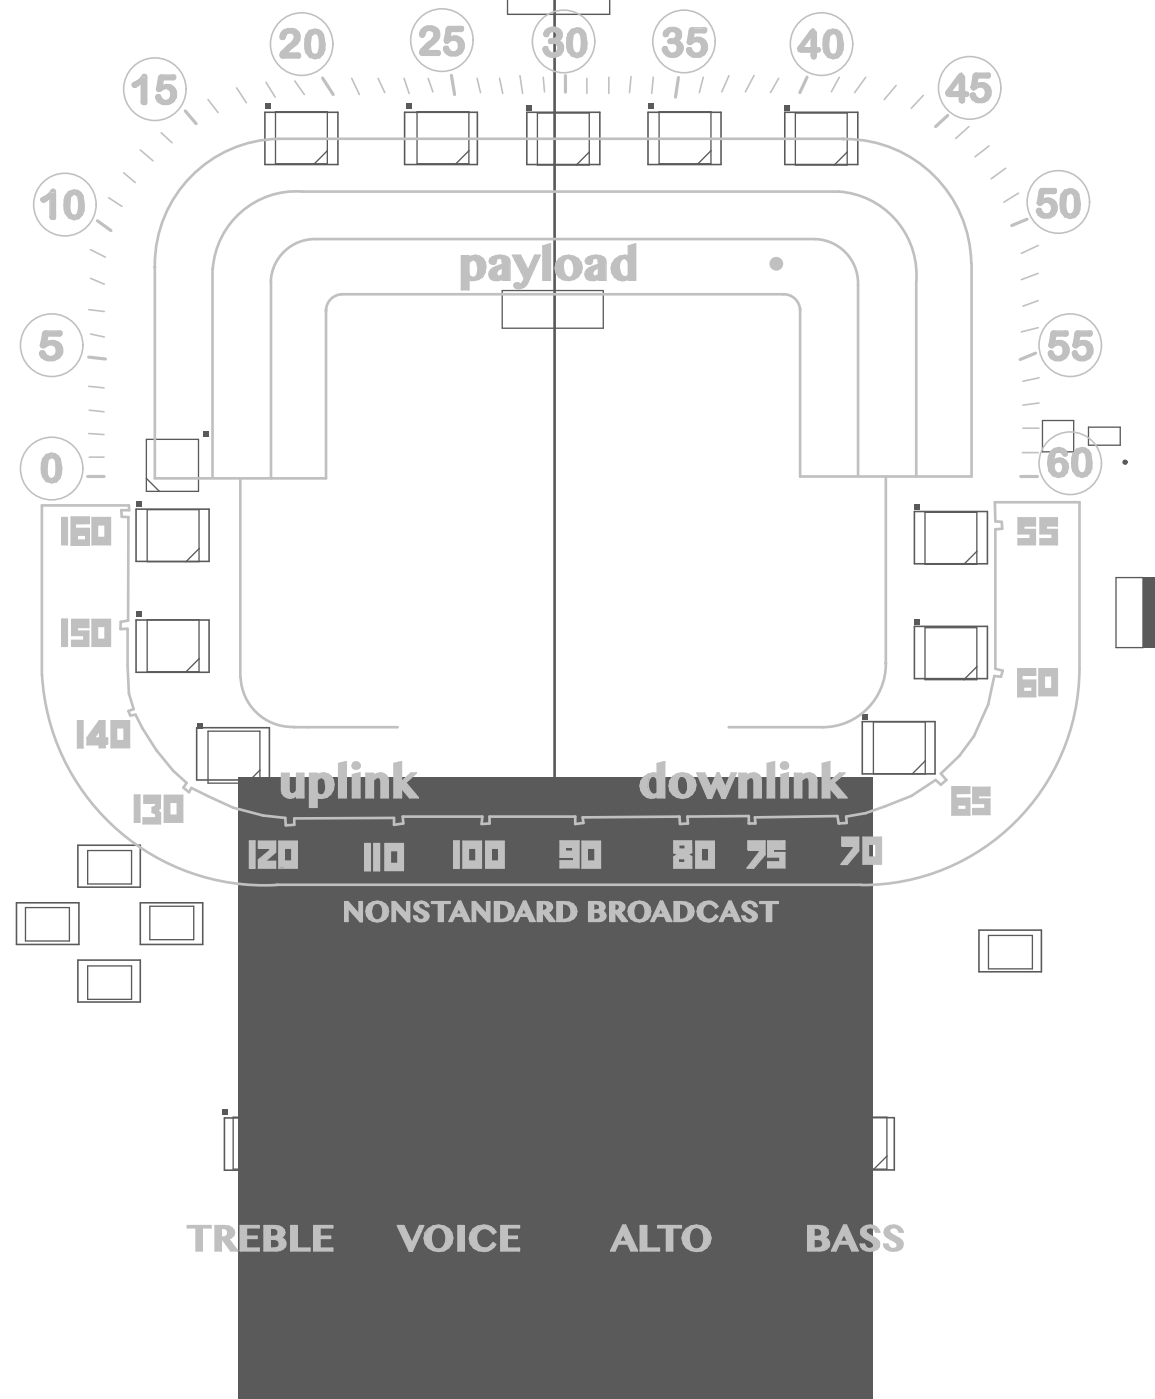 20 25 30 35 40
15 45
10 50
payload
5 55
0 60
160 55
150 60
140
uplink downlink
130 65
120 110 100 90 80 75 70
NONSTANDARD BROADCAST
TREBLE VOICE ALTO BASS